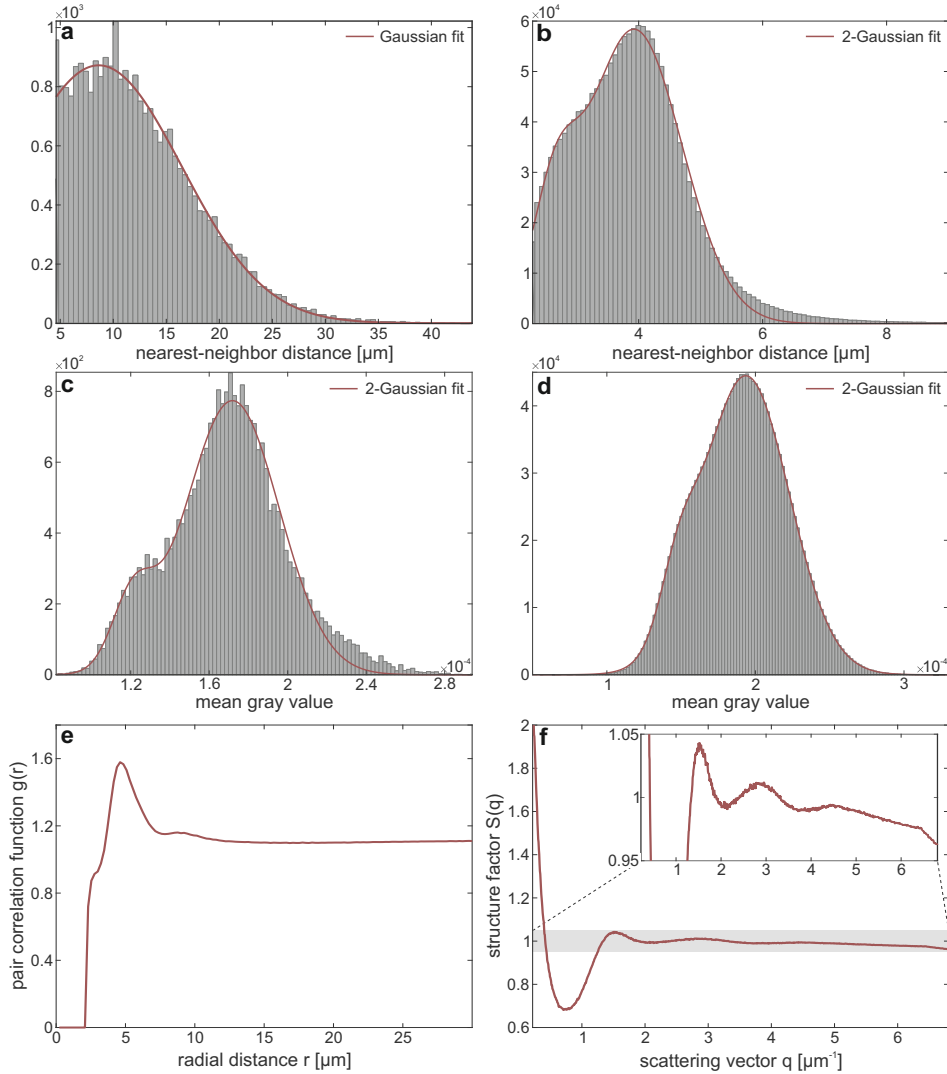 ×10³
a
Gaussian fit
1
0.8
0.6
0.4
0.2
0
5 10 15 20 25 30 35 40
nearest-neighbor distance [µm]
×10⁴
b
2-Gaussian fit
6
5
4
3
2
1
0
4 6 8
nearest-neighbor distance [µm]
×10²
c
2-Gaussian fit
8
6
4
2
0
1.2 1.6 2 2.4 2.8
×10⁻⁴
mean gray value
×10⁴
d
2-Gaussian fit
4
3
2
1
0
1 2 3
×10⁻⁴
mean gray value
e
pair correlation function g(r)
2
1.6
1.2
0.8
0.4
0
0 5 10 15 20 25
radial distance r [µm]
f
structure factor S(q)
2
1.8
1.6
1.4
1.2
1
0.8
0.6
1 2 3 4 5 6
scattering vector q [µm⁻¹]
1.05
1
0.95
1 2 3 4 5 6